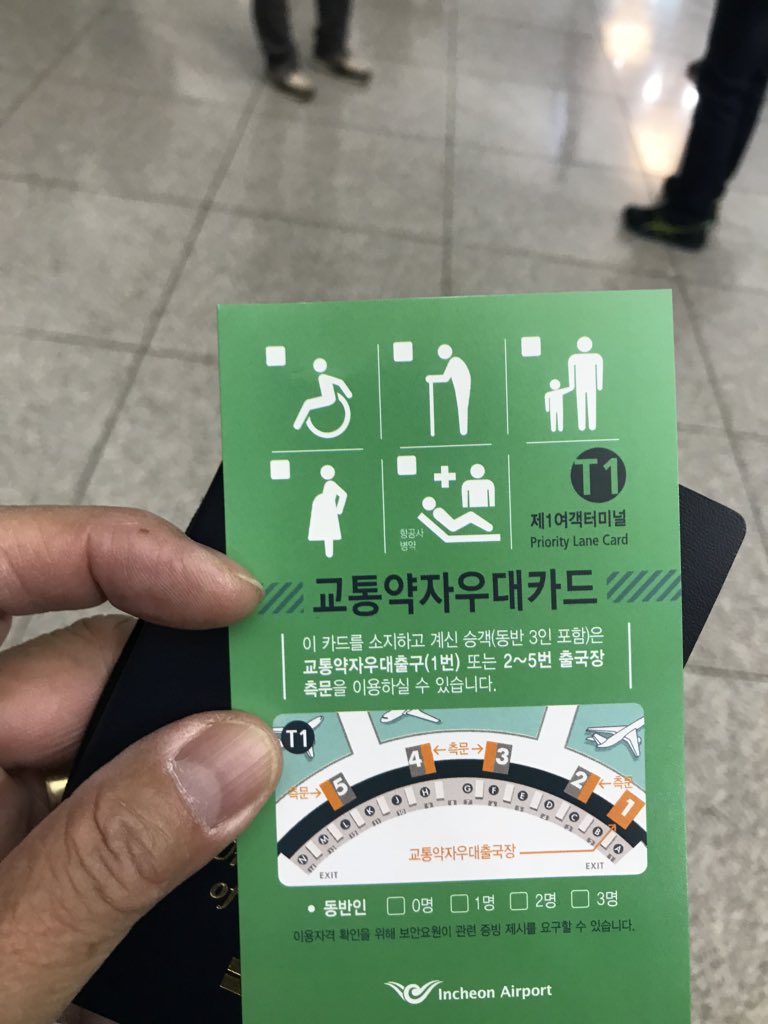 T1
항공사
병약
제1여객터미널
Priority Lane Card
교통약자우대카드
이 카드를 소지하고 계신 승객(동반 3인 포함)은
교통약자우대출구(1번) 또는 2~5번 출국장
측문을 이용하실 수 있습니다.
T1
4 ←측문→ 3
측문→ 5
2 ←측문
1
N M L K J H G F E D C B A
교통약자우대출국장
EXIT EXIT
• 동반인 0명 1명 2명 3명
이용자격 확인을 위해 보안요원이 관련 증빙 제시를 요구할 수 있습니다.
Incheon Airport
of